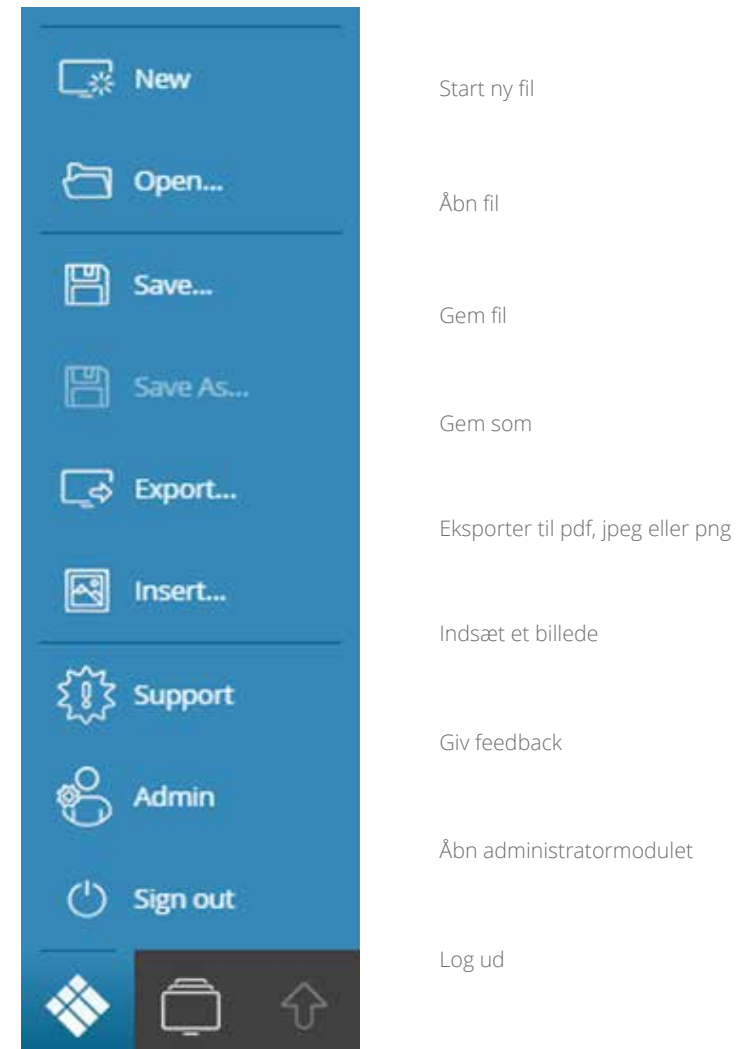 New
Start ny fil
Open...
Åbn fil
Save...
Gem fil
Save As...
Gem som
Export...
Eksporter til pdf, jpeg eller png
Insert...
Indsæt et billede
Support
Giv feedback
Admin
Åbn administratormodulet
Sign out
Log ud